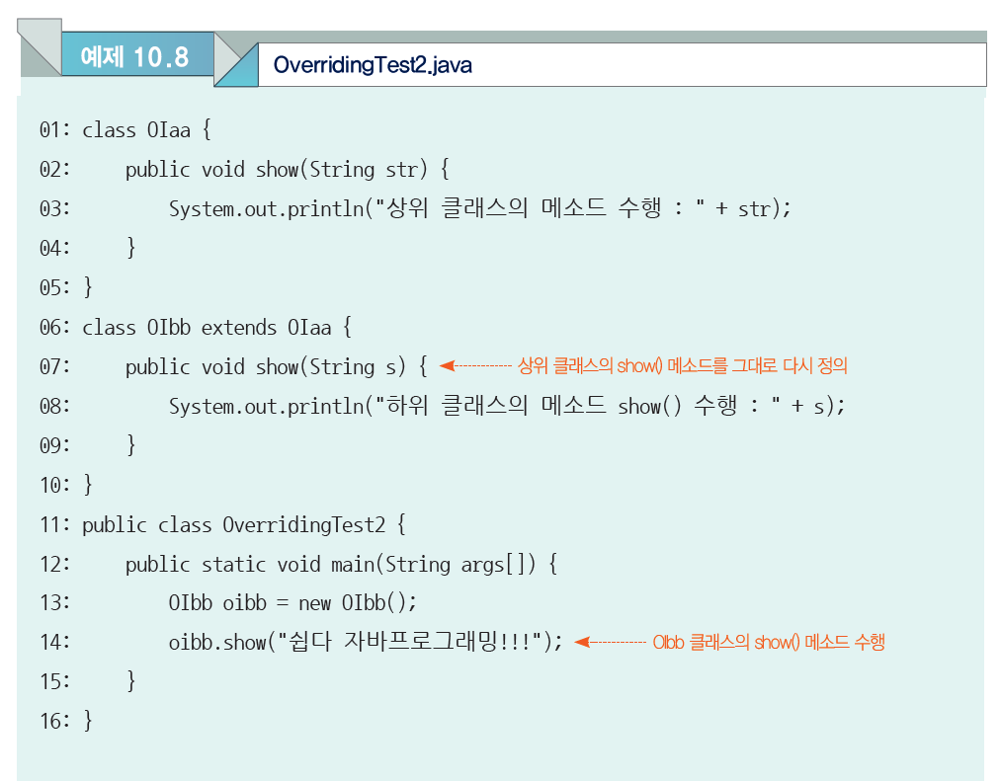 예제 10.8
OverridingTest2.java
01: class OIaa {
02:     public void show(String str) {
03:         System.out.println("상위 클래스의 메소드 수행 : " + str);
04:     }
05: }
06: class OIbb extends OIaa {
07:     public void show(String s) { 상위 클래스의 show() 메소드를 그대로 다시 정의
08:         System.out.println("하위 클래스의 메소드 show() 수행 : " + s);
09:     }
10: }
11: public class OverridingTest2 {
12:     public static void main(String args[]) {
13:         OIbb oibb = new OIbb();
14:         oibb.show("쉽다 자바프로그래밍!!!"); OIbb 클래스의 show() 메소드 수행
15:     }
16: }